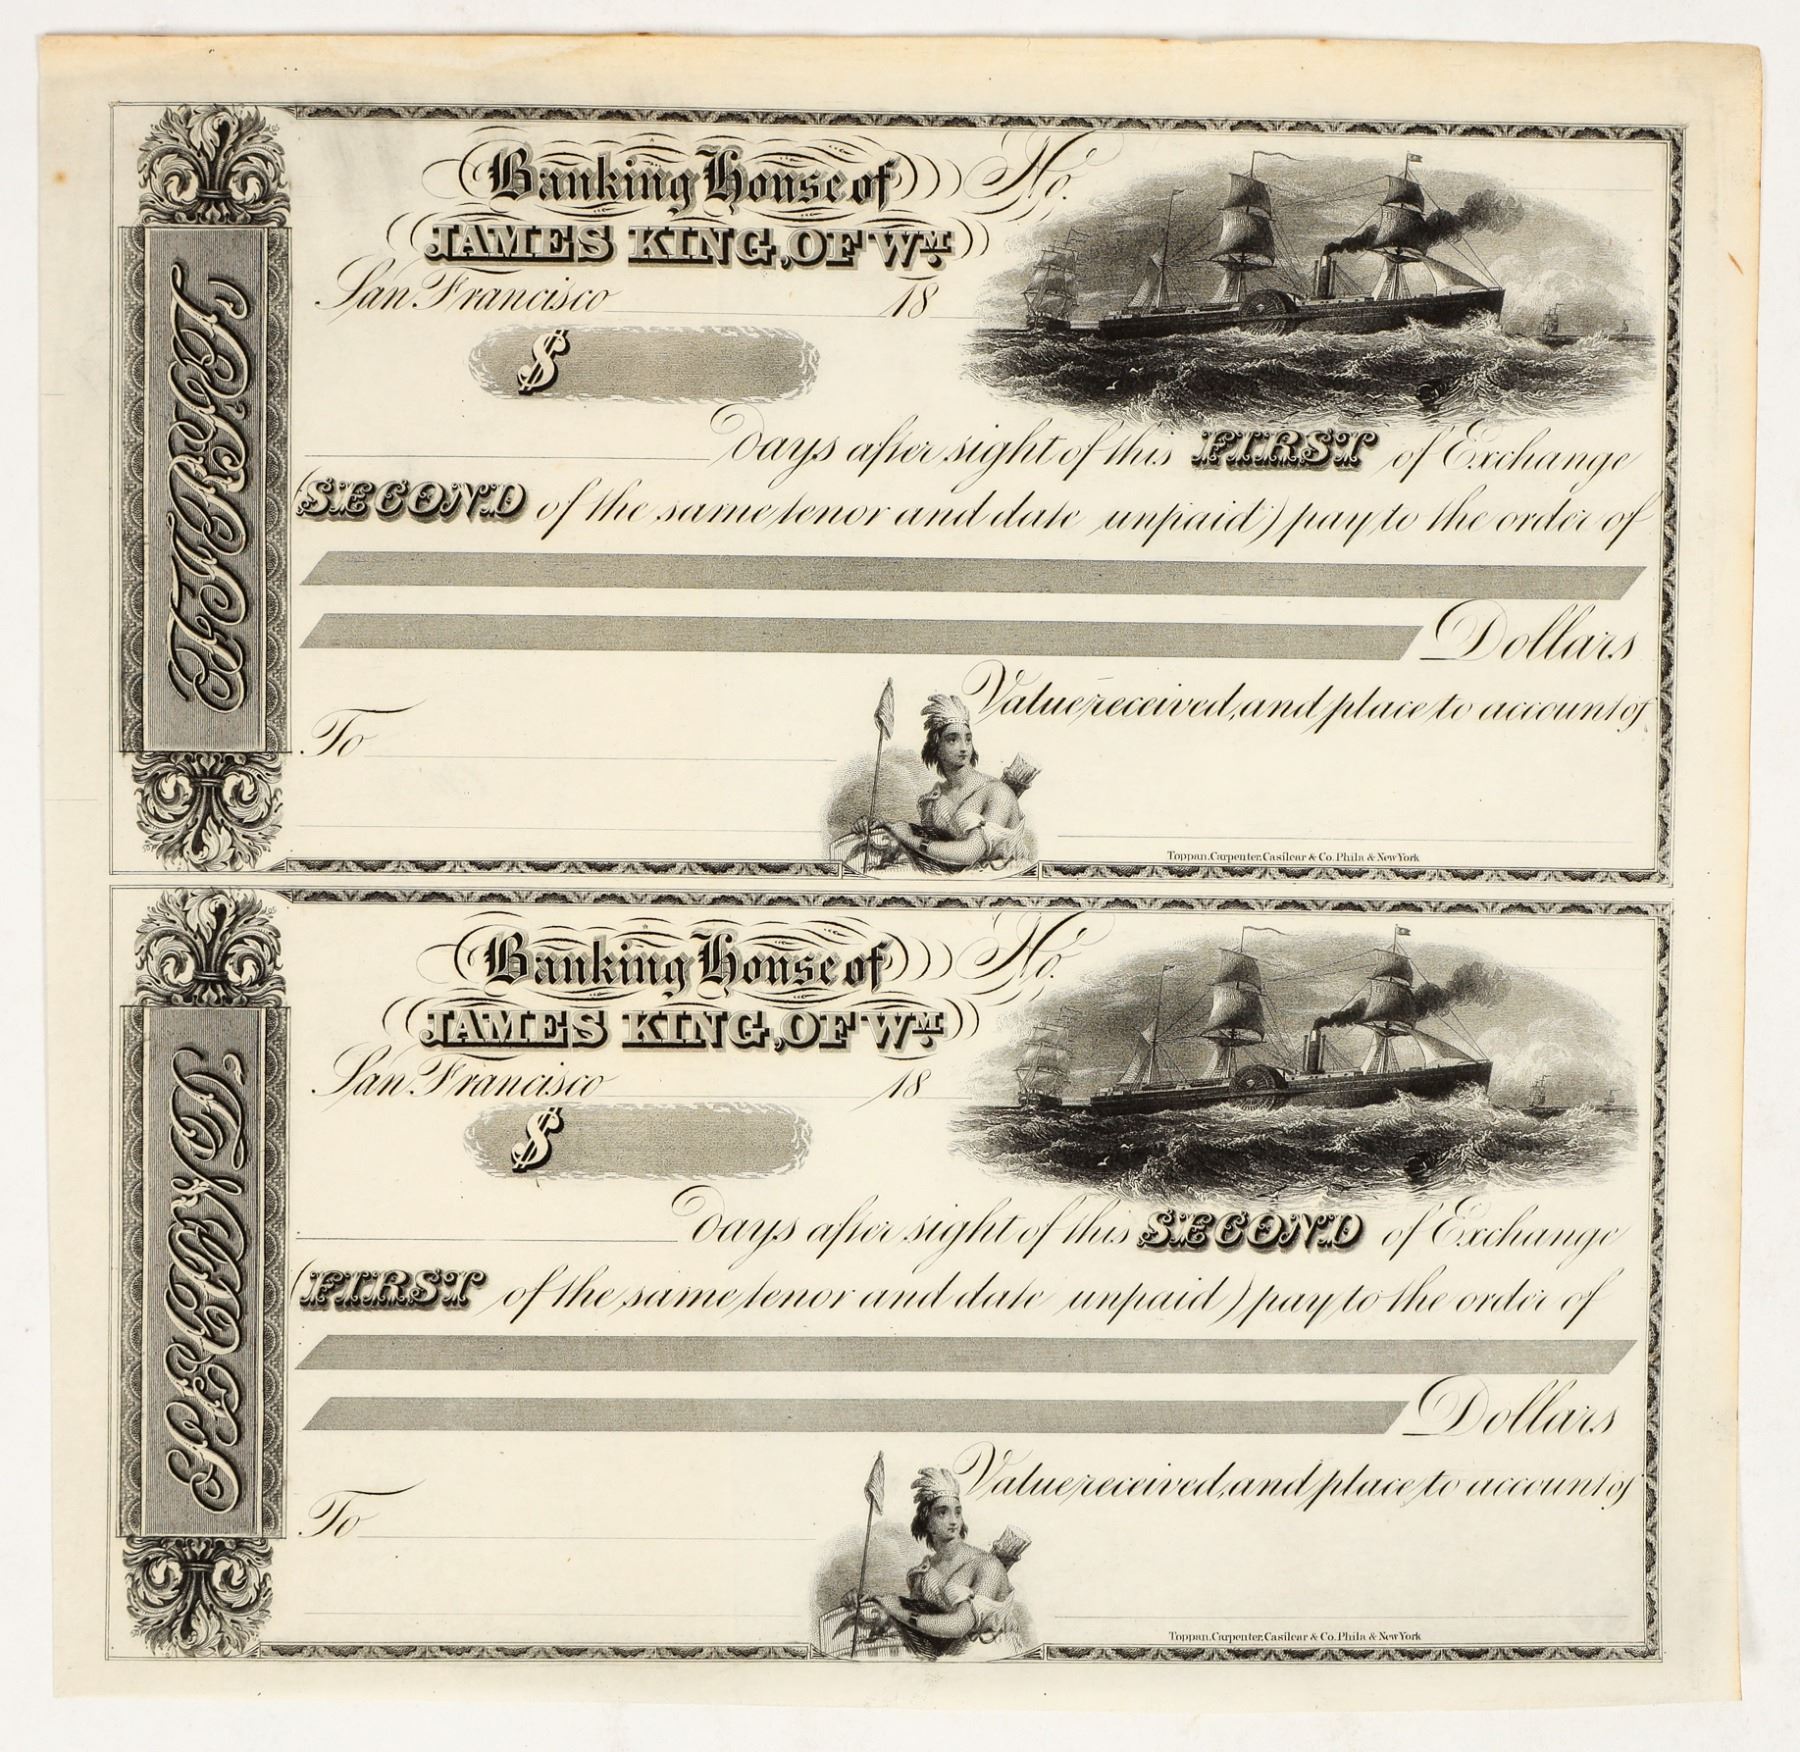 FIRST
Banking House of
No.
JAMES KING, OF WM.
San Francisco 18
$
days after sight of this FIRST of Exchange
(SECOND of the same tenor and date unpaid) pay to the order of
Dollars
Value received, and place to account of
To
Toppan, Carpenter, Casilear & Co. Phila & New York
SECOND
Banking House of
No.
JAMES KING, OF WM.
San Francisco 18
$
days after sight of this SECOND of Exchange
(FIRST of the same tenor and date unpaid) pay to the order of
Dollars
Value received, and place to account of
To
Toppan, Carpenter, Casilear & Co. Phila & New York